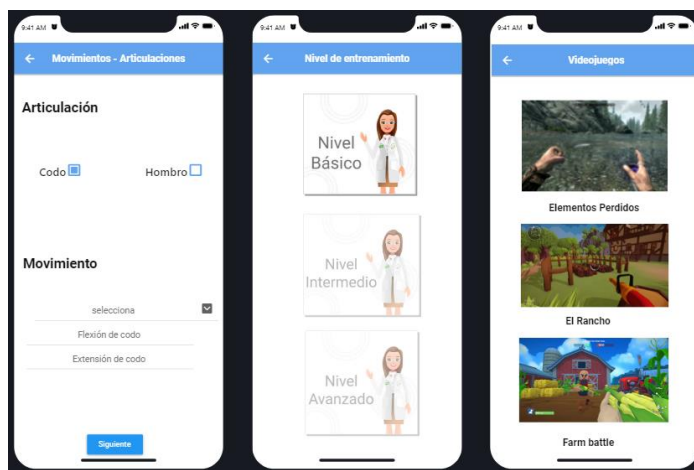 9:41 AM
Movimientos - Articulaciones
Articulación
Codo
Hombro
Movimiento
selecciona
Flexión de codo
Extensión de codo
Siguiente
9:41 AM
Nivel de entrenamiento
Nivel
Básico
Nivel
Intermedio
Nivel
Avanzado
9:41 AM
Videojuegos
Elementos Perdidos
El Rancho
Farm battle